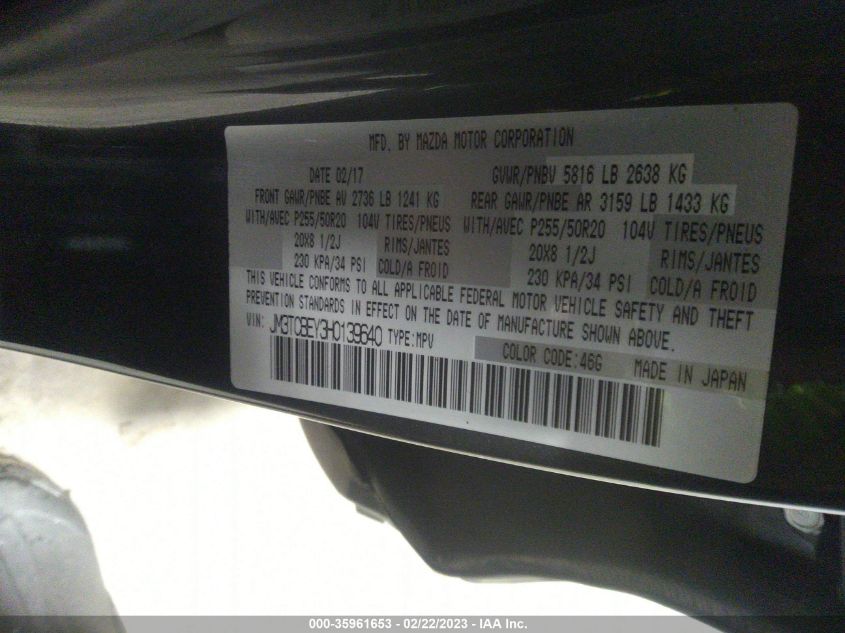 MFD. BY MAZDA MOTOR CORPORATION
DATE 02/17 GVWR/PNBV 5816 LB 2638 KG
FRONT GAWR/PNBE AV 2736 LB 1241 KG REAR GAWR/PNBE AR 3159 LB 1433 KG
WITH/AVEC P255/50R20 104V TIRES/PNEUS WITH/AVEC P255/50R20 104V TIRES/PNEUS
20X8 1/2J RIMS/JANTES 20X8 1/2J RIMS/JANTES
230 KPA/34 PSI COLD/A FROID 230 KPA/34 PSI COLD/A FROID
THIS VEHICLE CONFORMS TO ALL APPLICABLE FEDERAL MOTOR VEHICLE SAFETY AND THEFT
PREVENTION STANDARDS IN EFFECT ON THE DATE OF MANUFACTURE SHOWN ABOVE.
VIN: JM3TCBEY3H0139640 TYPE:MPV
COLOR CODE:46G MADE IN JAPAN
000-35961653 - 02/22/2023 - IAA Inc.